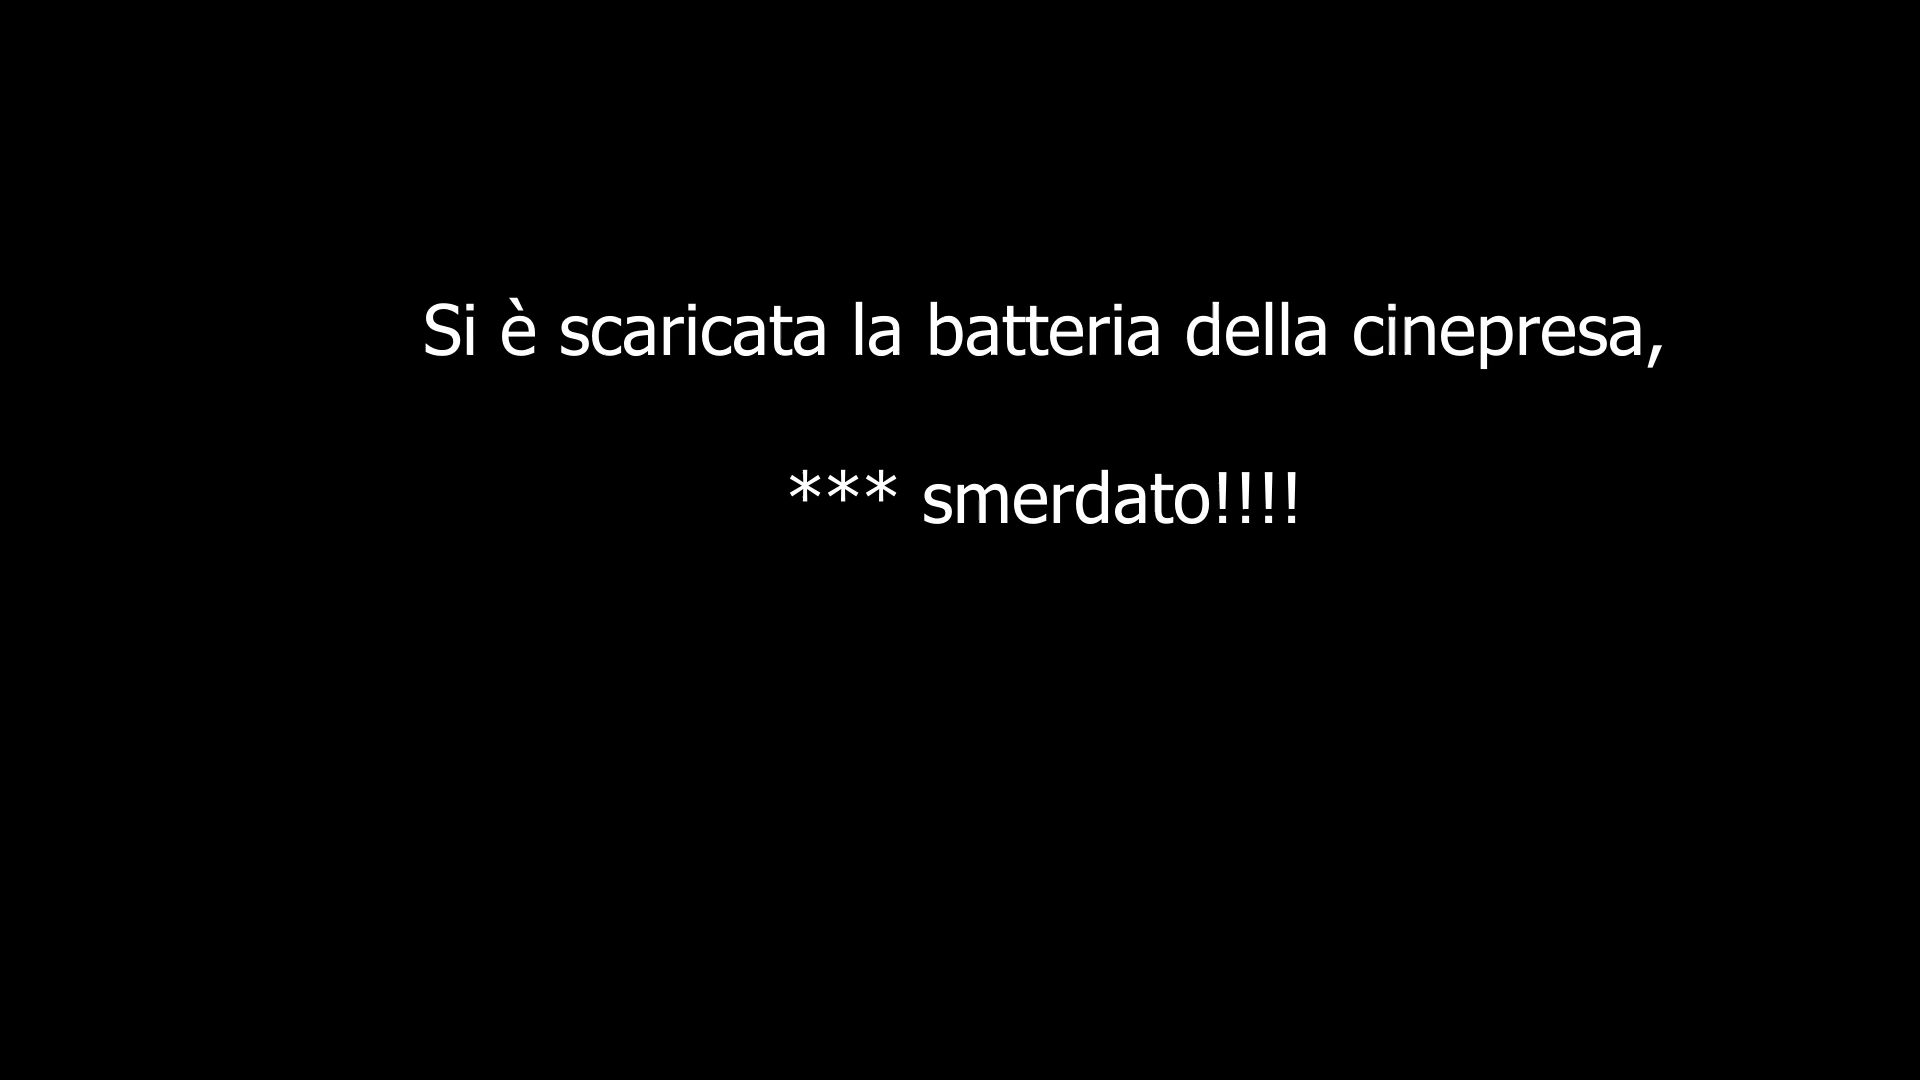 Si è scaricata la batteria della cinepresa,
*** smerdato!!!!